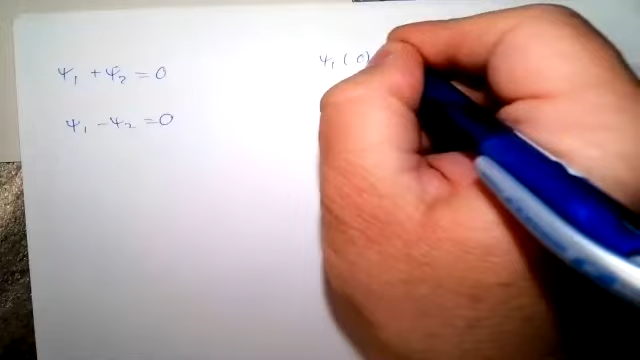 ψ₁ + ψ₂ = 0
ψ₁ − ψ₂ = 0
ψ₁(0)